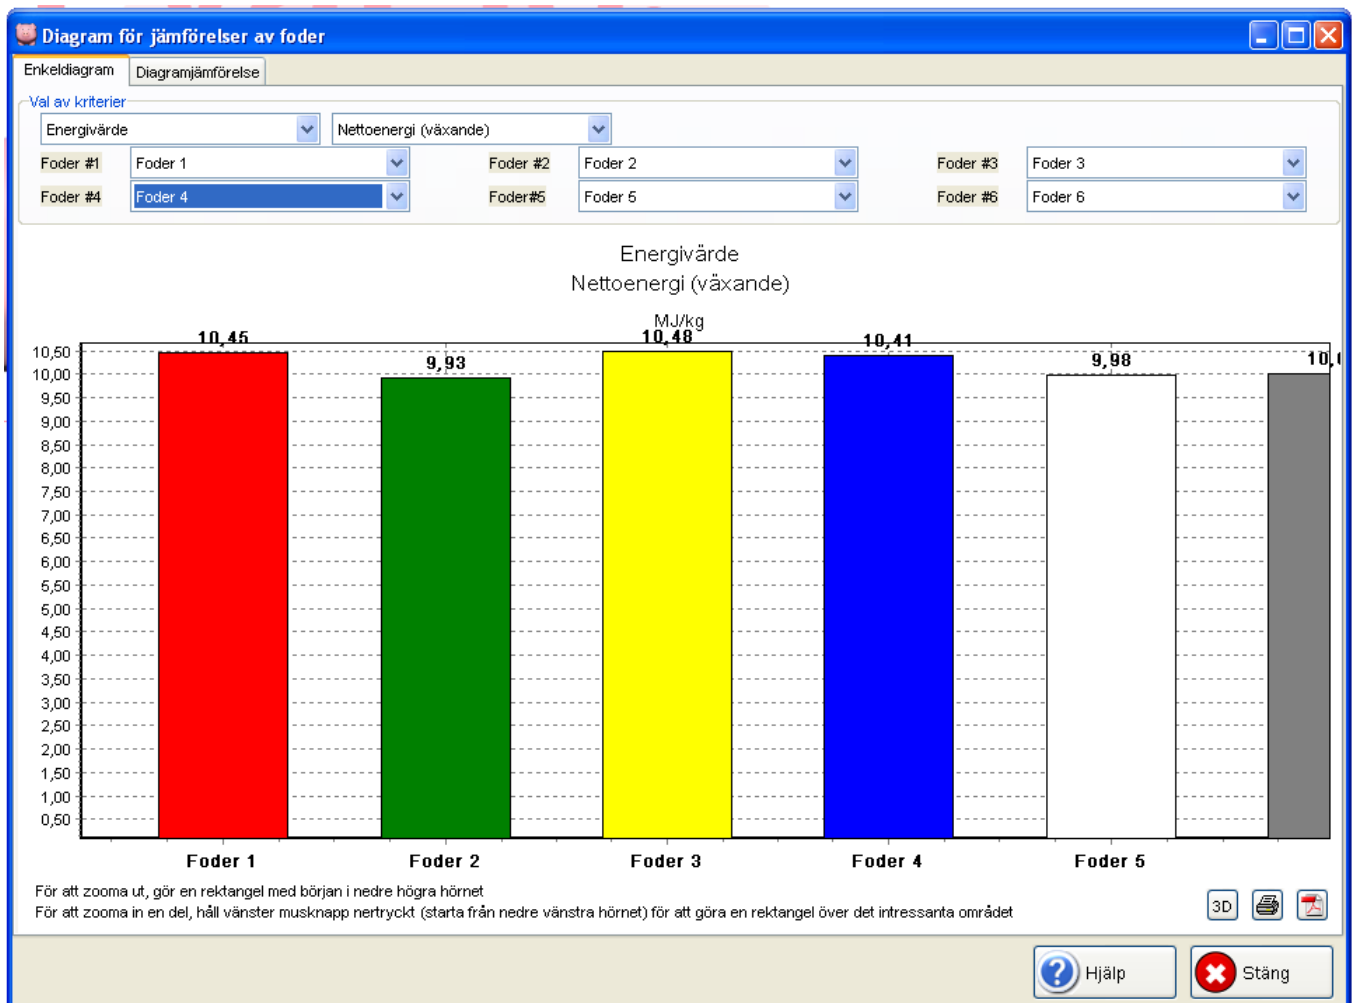 Diagram för jämförelser av foder
Enkeldiagram Diagramjämförelse
Val av kriterier
Energivärde Nettoenergi (växande)
Foder #1 Foder 1 Foder #2 Foder 2 Foder #3 Foder 3
Foder #4 Foder 4 Foder#5 Foder 5 Foder #6 Foder 6
Energivärde
Nettoenergi (växande)
MJ/kg
10,45 10,48 10,41
9,93 9,98
10,50
10,00
9,50
9,00
8,50
8,00
7,50
7,00
6,50
6,00
5,50
5,00
4,50
4,00
3,50
3,00
2,50
2,00
1,50
1,00
0,50
Foder 1 Foder 2 Foder 3 Foder 4 Foder 5
För att zooma ut, gör en rektangel med början i nedre högra hörnet
För att zooma in en del, håll vänster musknapp nertryckt (starta från nedre vänstra hörnet) för att göra en rektangel över det intressanta området
3D
Hjälp Stäng